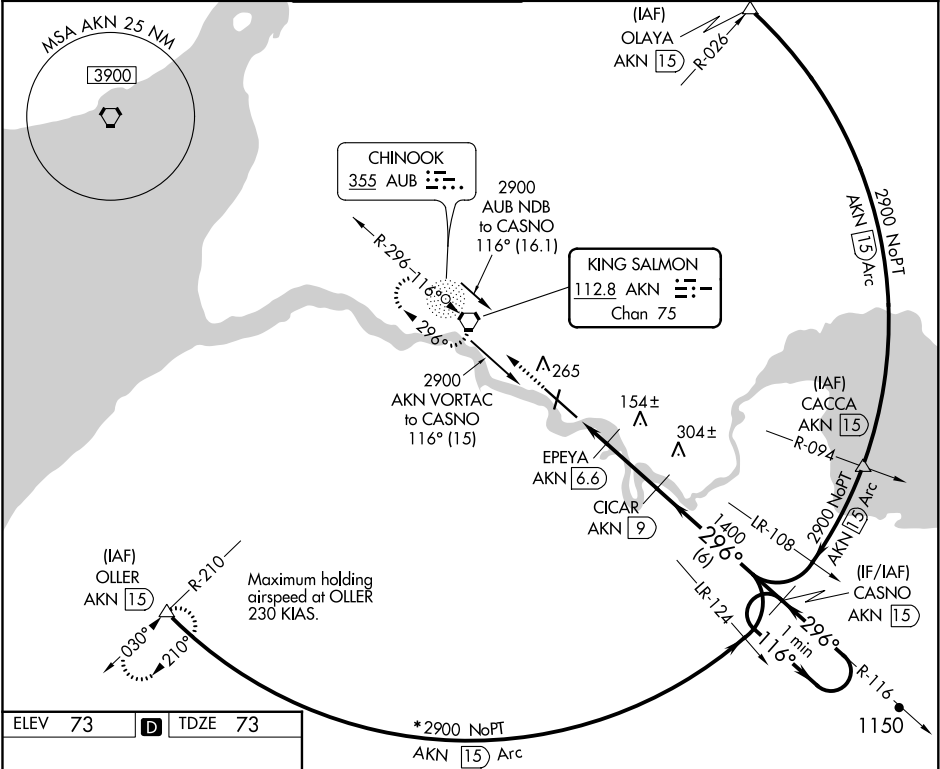 MSA AKN 25 NM
3900
(IAF)
OLAYA
AKN 15
R-026
CHINOOK
355 AUB
2900
AUB NDB
to CASNO
116° (16.1)
2900 NoPT
AKN 15 Arc
R-296
116°
296°
KING SALMON
112.8 AKN
Chan 75
2900
AKN VORTAC
to CASNO
116° (15)
265
154±
304±
EPEYA
AKN 6.6
CICAR
AKN 9
(IAF)
CACCA
AKN 15
R-094
2900 NoPT
AKN 15 Arc
1400
296°
(6)
LR-108
LR-124
(IF/IAF)
CASNO
AKN 15
296°
1 min
116°
R-116
1150
(IAF)
OLLER
AKN 15
R-210
030°
210°
Maximum holding
airspeed at OLLER
230 KIAS.
*2900 NoPT
AKN 15 Arc
ELEV 73 D TDZE 73